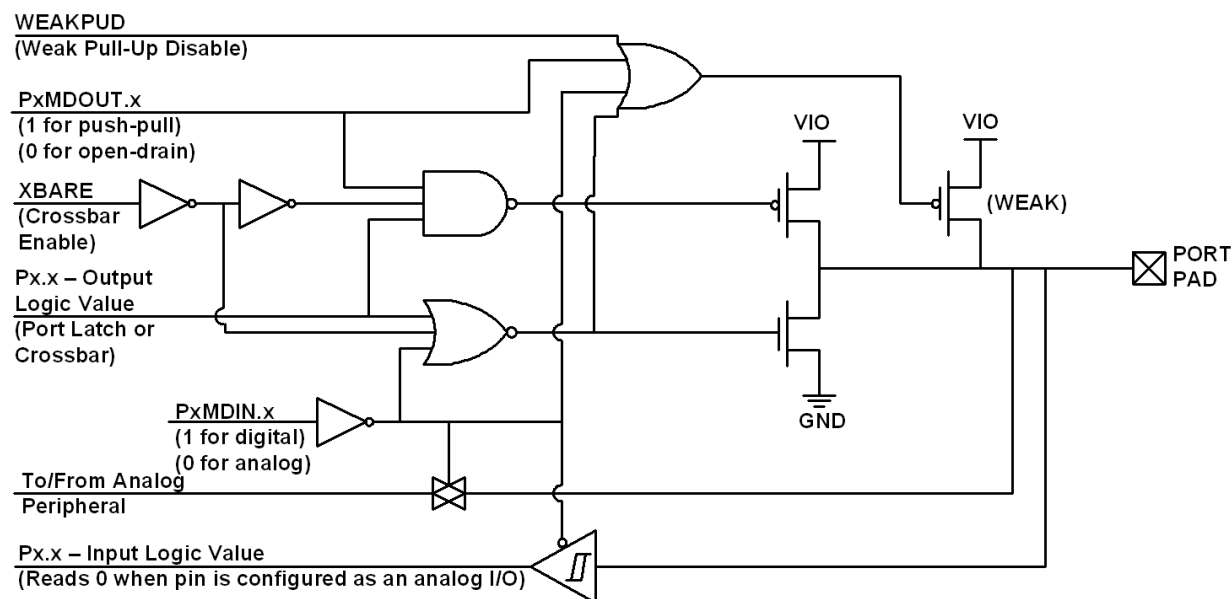 WEAKPUD
(Weak Pull-Up Disable)
PxMDOUT.x
(1 for push-pull)
(0 for open-drain)
XBARE
(Crossbar
Enable)
Px.x – Output
Logic Value
(Port Latch or
Crossbar)
PxMDIN.x
(1 for digital)
(0 for analog)
To/From Analog
Peripheral
Px.x – Input Logic Value
(Reads 0 when pin is configured as an analog I/O)
VIO
VIO
(WEAK)
PORT
PAD
GND